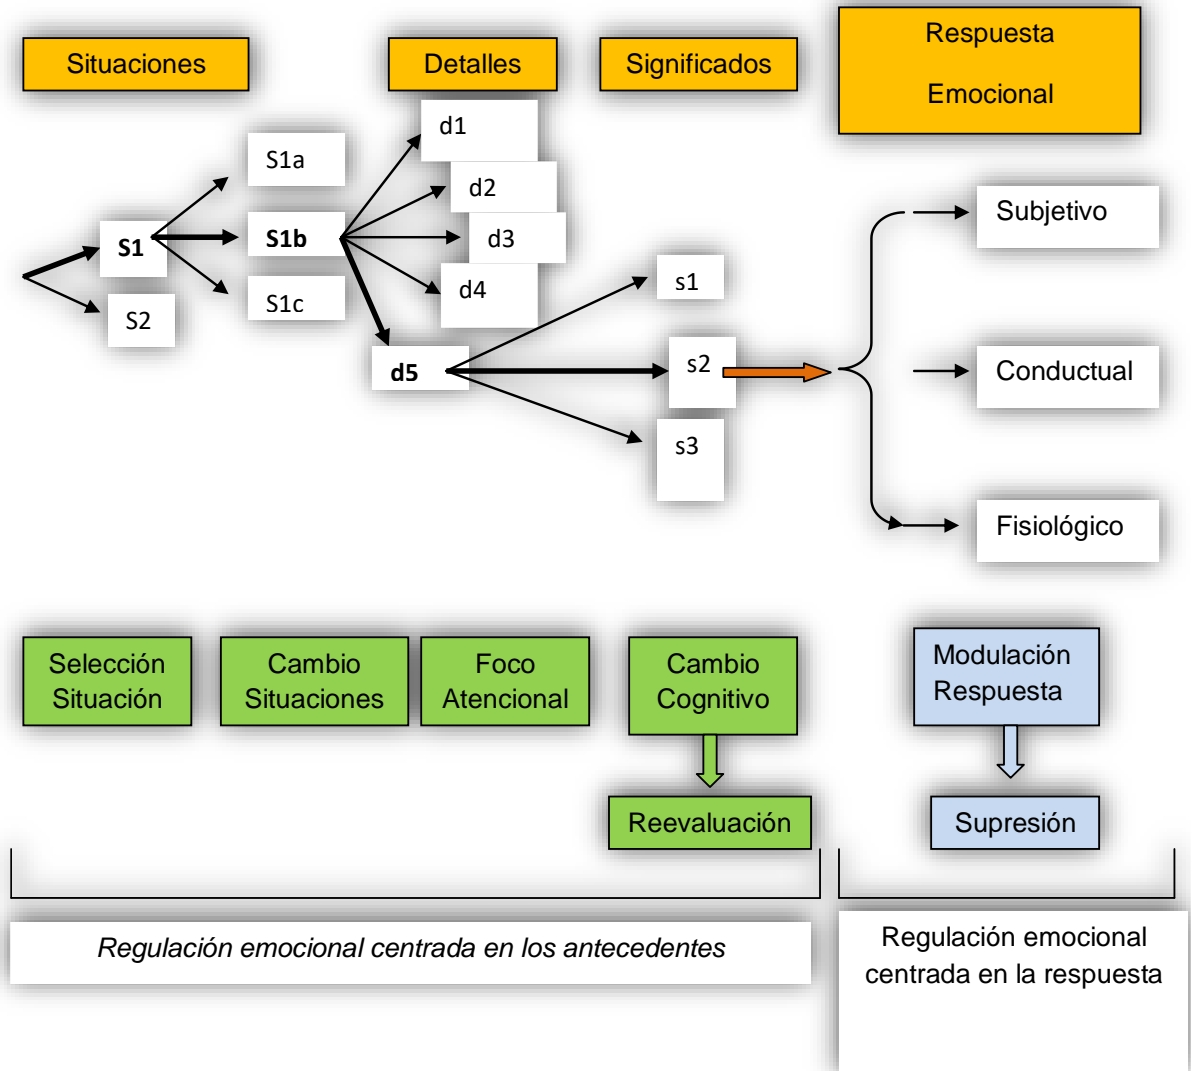 Situaciones
Detalles
Significados
Respuesta
Emocional
S1
S2
S1a
S1b
S1c
d1
d2
d3
d4
d5
s1
s2
s3
Subjetivo
Conductual
Fisiológico
Selección
Situación
Cambio
Situaciones
Foco
Atencional
Cambio
Cognitivo
Modulación
Respuesta
Reevaluación
Supresión
Regulación emocional centrada en los antecedentes
Regulación emocional
centrada en la respuesta